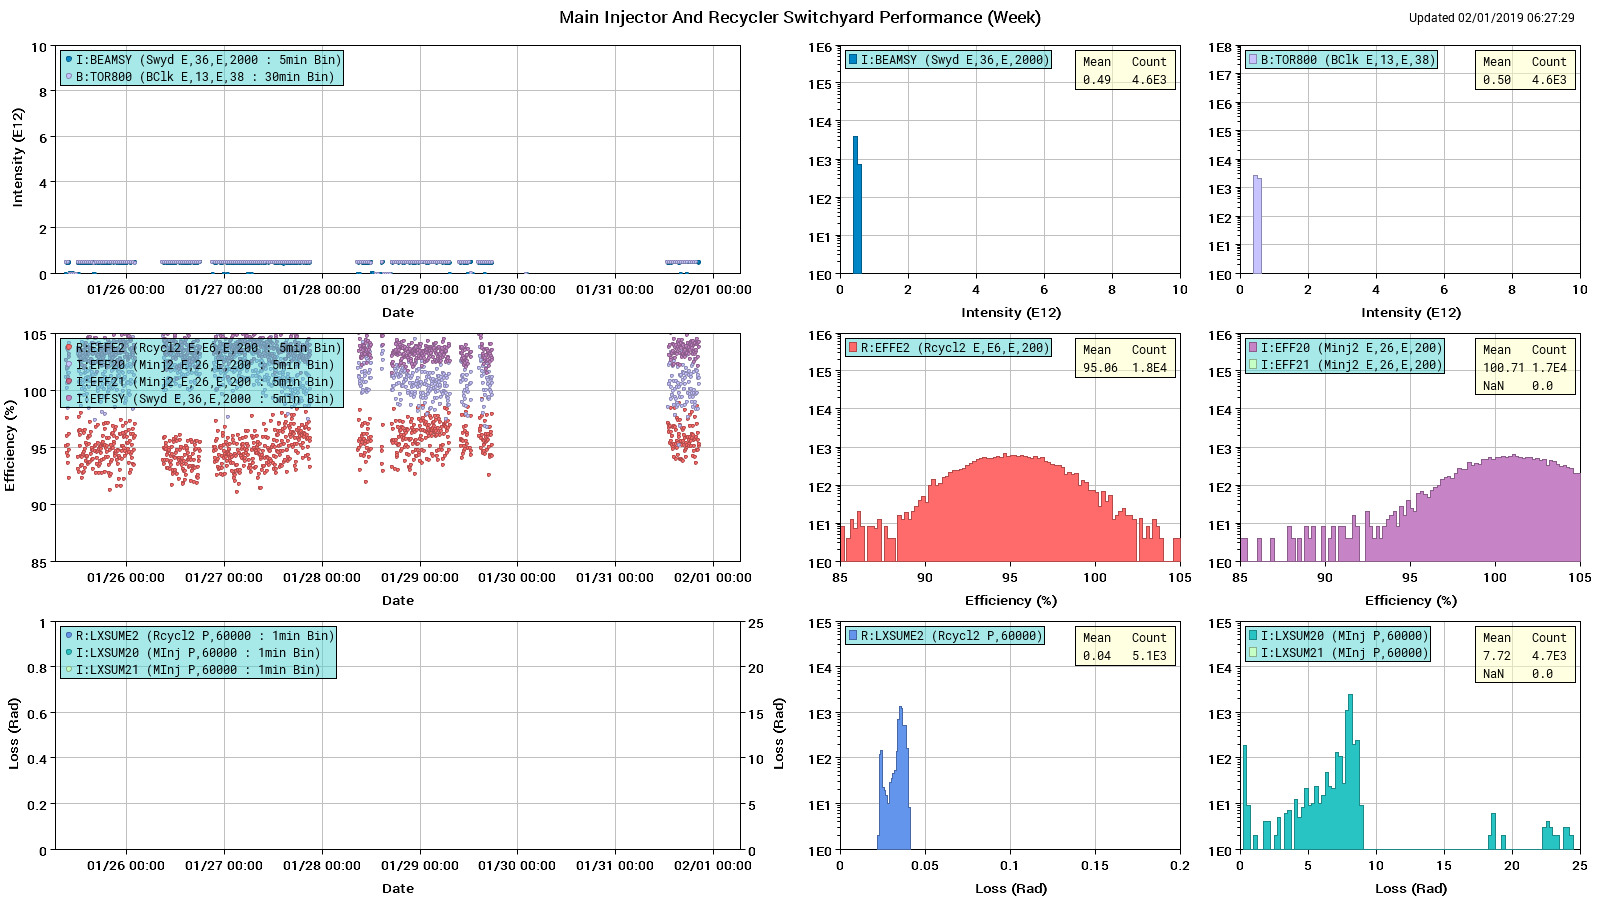 Main Injector And Recycler Switchyard Performance (Week)
Updated 02/01/2019 06:27:29
I:BEAMSY (Swyd E,36,E,2000 : 5min Bin)
B:TOR800 (BClk E,13,E,38 : 30min Bin)
Intensity (E12)
10
8
6
4
2
0
01/26 00:00 01/27 00:00 01/28 00:00 01/29 00:00 01/30 00:00 01/31 00:00 02/01 00:00
Date
I:BEAMSY (Swyd E,36,E,2000)
Mean Count
0.49 4.6E3
1E6
1E5
1E4
1E3
1E2
1E1
1E0
0 2 4 6 8 10
Intensity (E12)
B:TOR800 (BClk E,13,E,38)
Mean Count
0.50 4.6E3
1E8
1E7
1E6
1E5
1E4
1E3
1E2
1E1
1E0
0 2 4 6 8 10
Intensity (E12)
R:EFFE2 (Rcycl2 E,E6,E,200 : 5min Bin)
I:EFF20 (Minj2 E,26,E,200 : 5min Bin)
I:EFF21 (Minj2 E,26,E,200 : 5min Bin)
I:EFFSY (Swyd E,36,E,2000 : 5min Bin)
Efficiency (%)
105
100
95
90
85
01/26 00:00 01/27 00:00 01/28 00:00 01/29 00:00 01/30 00:00 01/31 00:00 02/01 00:00
Date
R:EFFE2 (Rcycl2 E,E6,E,200)
Mean Count
95.06 1.8E4
1E6
1E5
1E4
1E3
1E2
1E1
1E0
85 90 95 100 105
Efficiency (%)
I:EFF20 (Minj2 E,26,E,200)
I:EFF21 (Minj2 E,26,E,200)
Mean Count
100.71 1.7E4
NaN 0.0
1E6
1E5
1E4
1E3
1E2
1E1
1E0
85 90 95 100 105
Efficiency (%)
R:LXSUME2 (Rcycl2 P,60000 : 1min Bin)
I:LXSUM20 (MInj P,60000 : 1min Bin)
I:LXSUM21 (MInj P,60000 : 1min Bin)
Loss (Rad)
1
0.8
0.6
0.4
0.2
0
25
20
15
10
5
0
Loss (Rad)
01/26 00:00 01/27 00:00 01/28 00:00 01/29 00:00 01/30 00:00 01/31 00:00 02/01 00:00
Date
R:LXSUME2 (Rcycl2 P,60000)
Mean Count
0.04 5.1E3
1E5
1E4
1E3
1E2
1E1
1E0
0 0.05 0.1 0.15 0.2
Loss (Rad)
I:LXSUM20 (MInj P,60000)
I:LXSUM21 (MInj P,60000)
Mean Count
7.72 4.7E3
NaN 0.0
1E5
1E4
1E3
1E2
1E1
1E0
0 5 10 15 20 25
Loss (Rad)